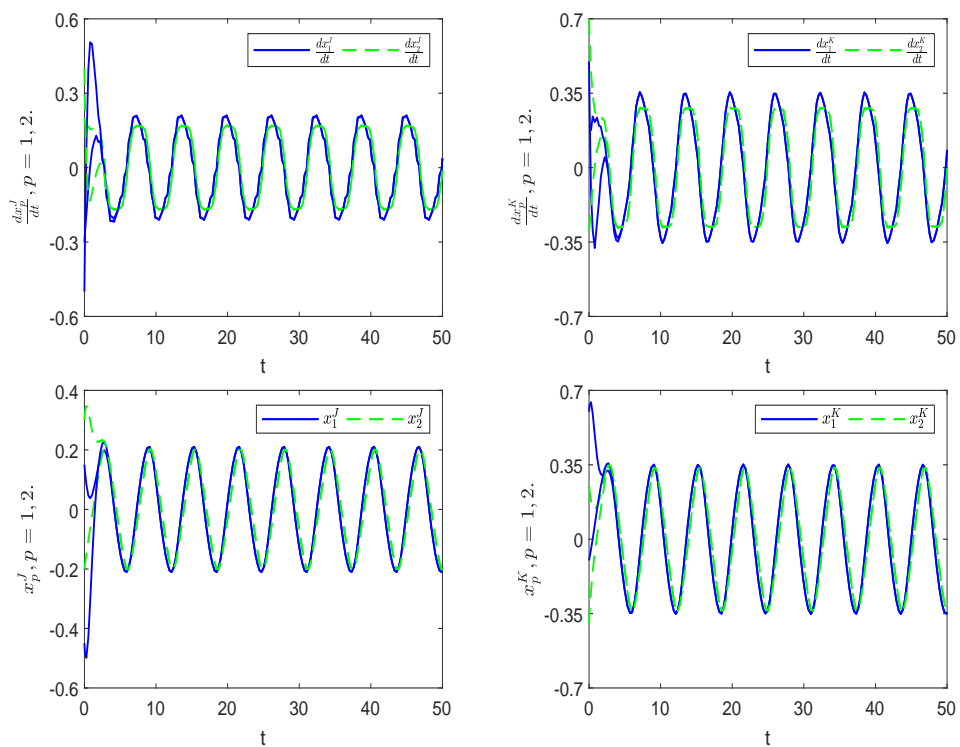 0.6
0.3
0
-0.3
-0.6
0 10 20 30 40 50
t
dx_p^J/dt, p = 1, 2.
dx_1^J/dt dx_2^J/dt
0.7
0.35
0
-0.35
-0.7
0 10 20 30 40 50
t
dx_p^K/dt, p = 1, 2.
dx_1^K/dt dx_2^K/dt
0.4
0.2
0
-0.2
-0.4
-0.6
0 10 20 30 40 50
t
x_p^J, p = 1, 2.
x_1^J x_2^J
0.7
0.35
0
-0.35
-0.7
0 10 20 30 40 50
t
x_p^K, p = 1, 2.
x_1^K x_2^K